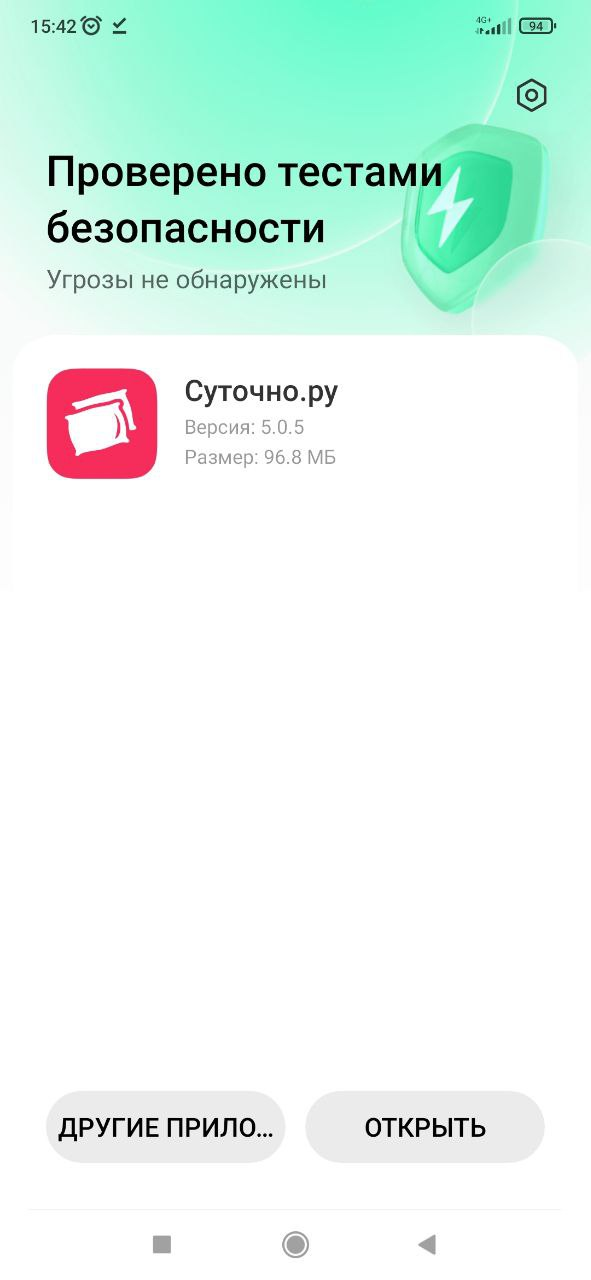 15:42
4G+
94
Проверено тестами
безопасности
Угрозы не обнаружены
Суточно.ру
Версия: 5.0.5
Размер: 96.8 МБ
ДРУГИЕ ПРИЛО...
ОТКРЫТЬ